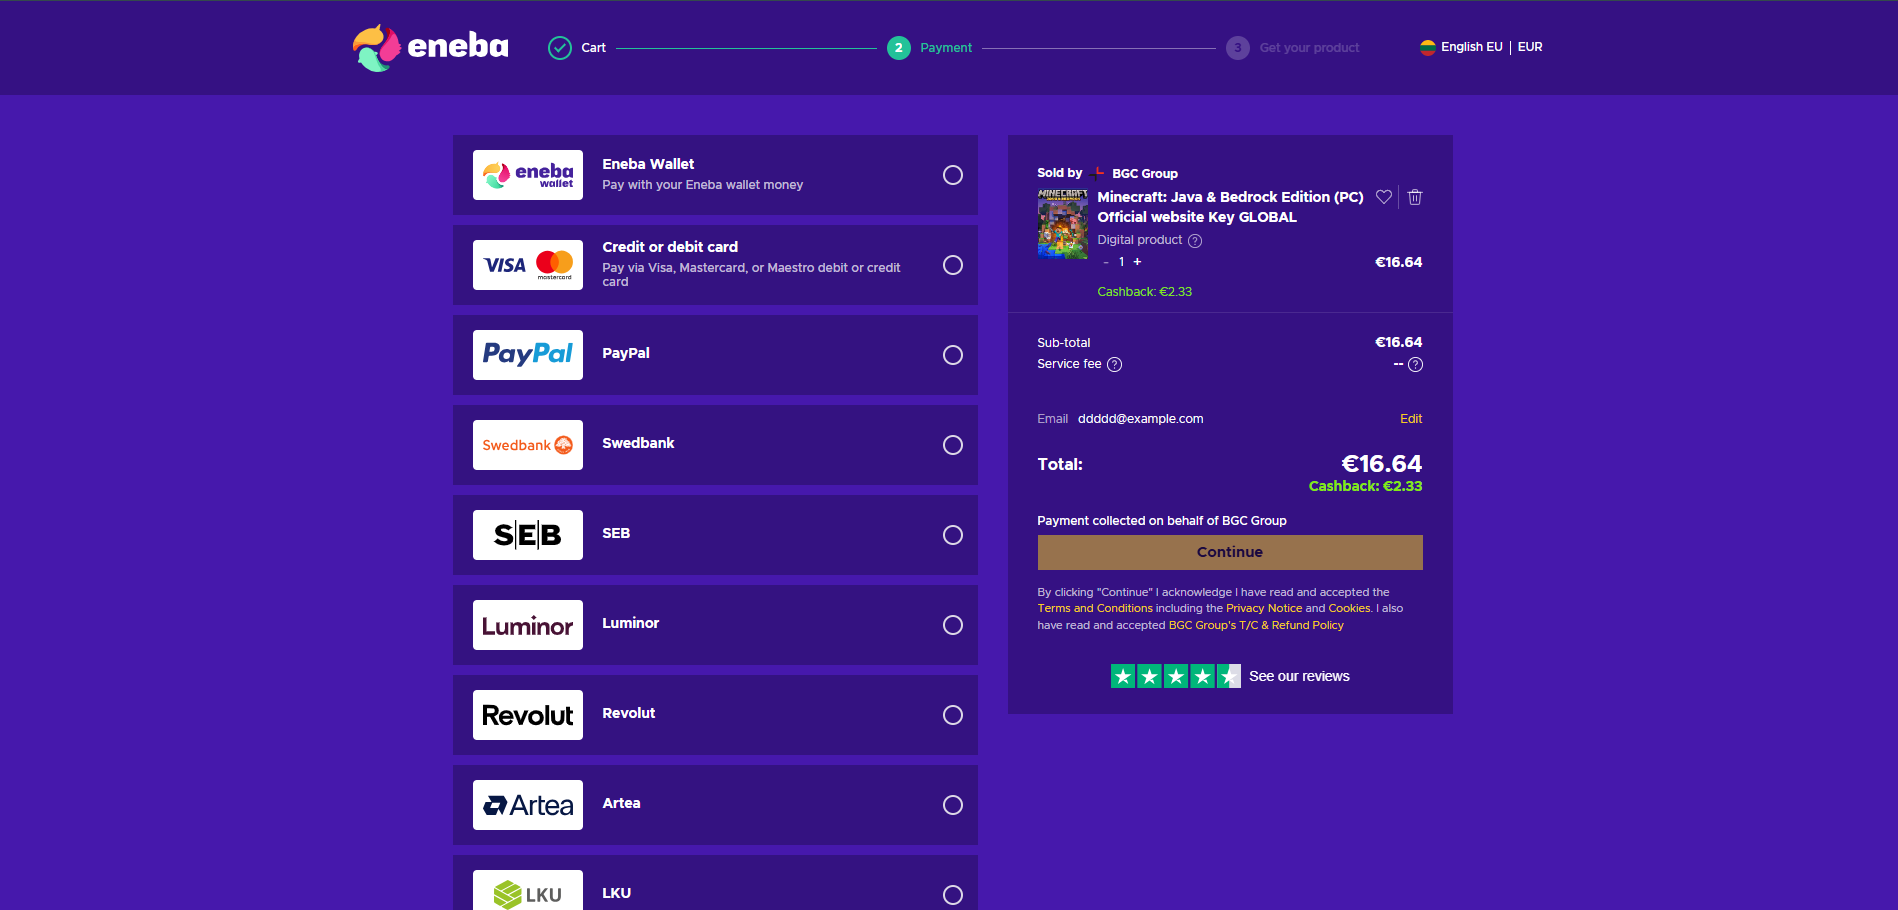 eneba
Cart
2
Payment
3
Get your product
English EU | EUR
eneba
wallet
Eneba Wallet
Pay with your Eneba wallet money
VISA
mastercard
Credit or debit card
Pay via Visa, Mastercard, or Maestro debit or credit
card
PayPal
PayPal
Swedbank
Swedbank
S|E|B
SEB
Luminor
Luminor
Revolut
Revolut
Artea
Artea
LKU
LKU
Sold by BGC Group
MINECRAFT
Minecraft: Java & Bedrock Edition (PC)
Official website Key GLOBAL
Digital product ?
- 1 +
€16.64
Cashback: €2.33
Sub-total
€16.64
Service fee ?
-- ?
Email ddddd@example.com
Edit
Total:
€16.64
Cashback: €2.33
Payment collected on behalf of BGC Group
Continue
By clicking "Continue" I acknowledge I have read and accepted the
Terms and Conditions including the Privacy Notice and Cookies. I also
have read and accepted BGC Group's T/C & Refund Policy
See our reviews